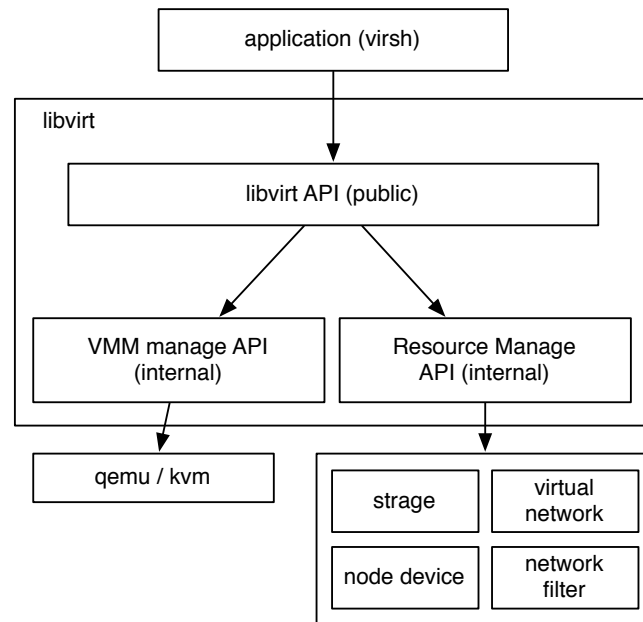 application (virsh)
libvirt
libvirt API (public)
VMM manage API
(internal)
Resource Manage
API (internal)
qemu / kvm
strage
virtual
network
node device
network
filter